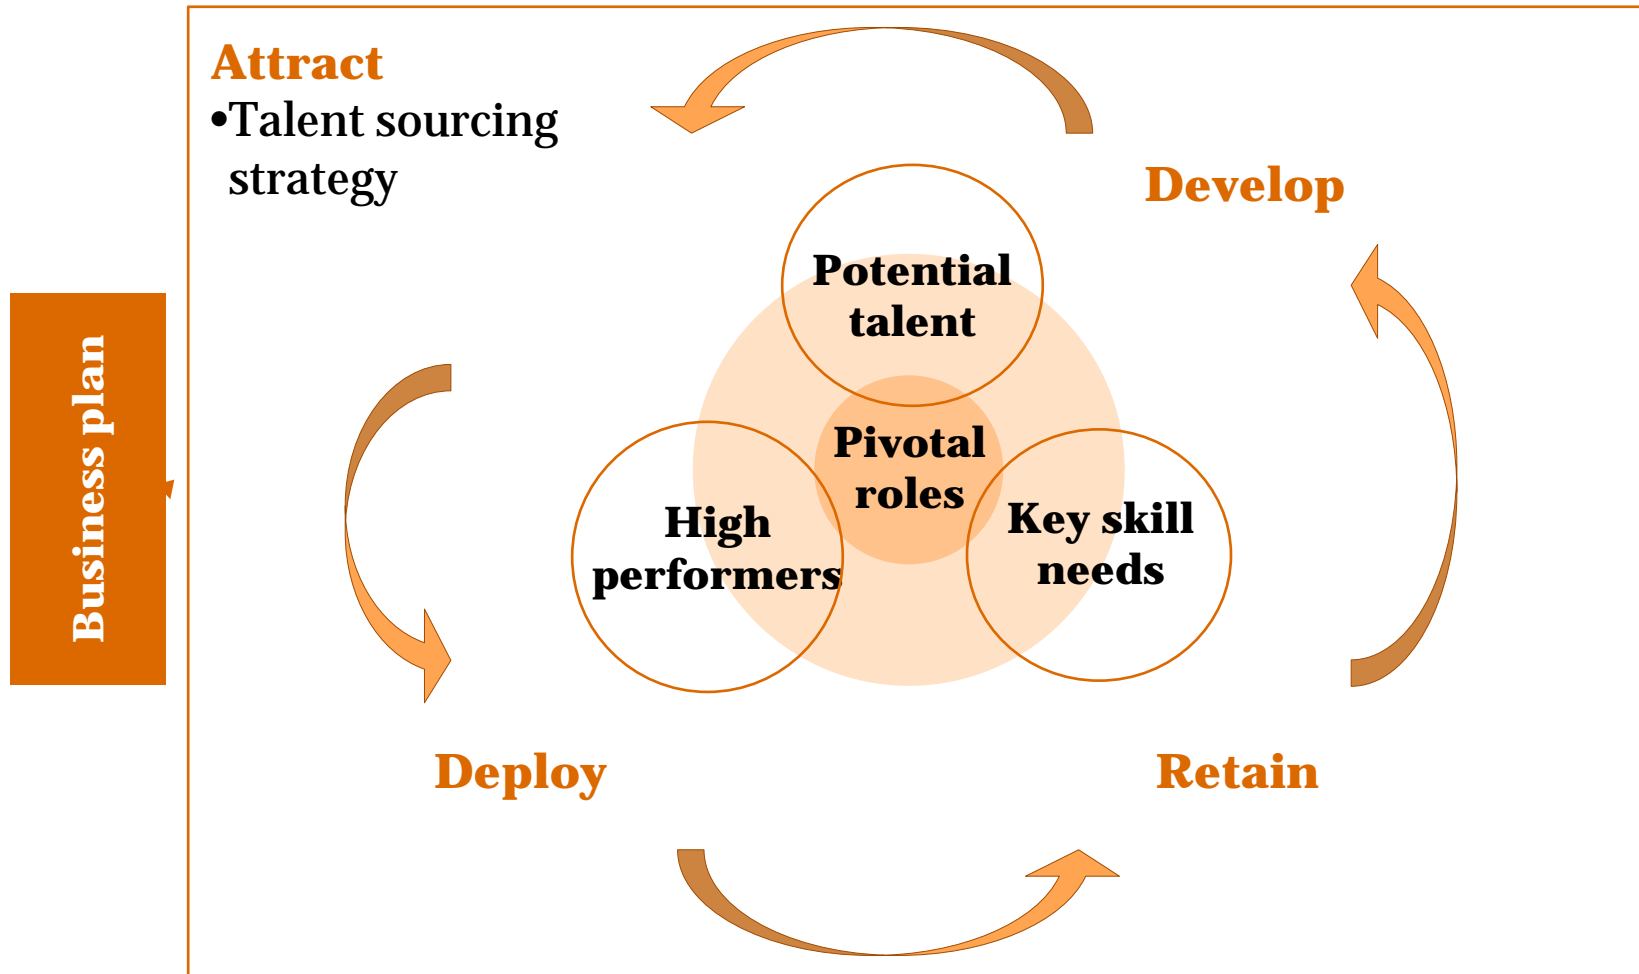 Attract
•Talent sourcing
strategy
Develop
Potential
talent
Business plan
Pivotal
roles
High
performers
Key skill
needs
Deploy
Retain